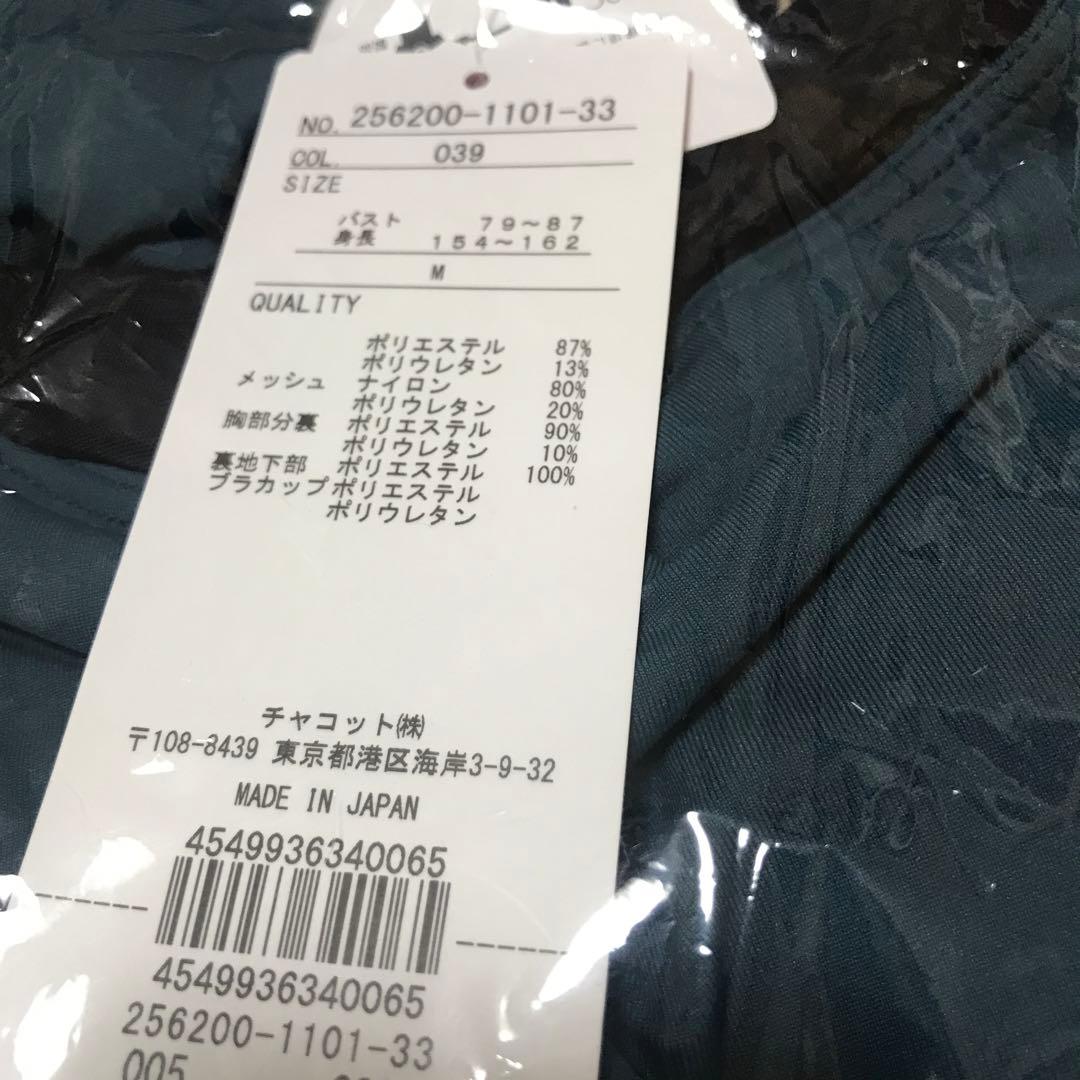 NO. 256200-1101-33
COL. 039
SIZE
バスト 79～87
身長 154～162
M
QUALITY
ポリエステル 87%
ポリウレタン 13%
メッシュ ナイロン 80%
ポリウレタン 20%
胸部分裏 ポリエステル 90%
ポリウレタン 10%
裏地下部 ポリエステル 100%
ブラカップ ポリエステル
ポリウレタン
チャコット㈱
〒108-8439 東京都港区海岸3-9-32
MADE IN JAPAN
4549936340065
4549936340065
256200-1101-33
005